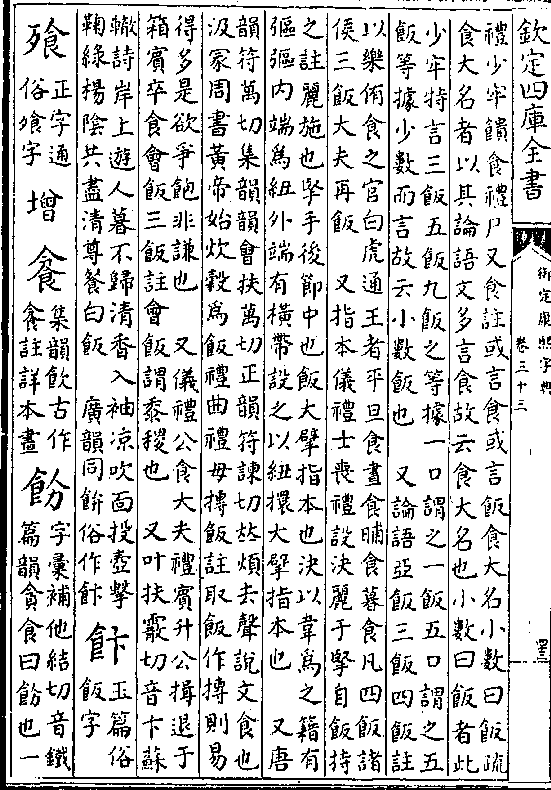 欽定四庫全書
御定康熙字典
卷三十三
禮少牢饋食禮尸又食註或言食或言飯食大名小數曰飯疏
食大名者以其論語文多言食故云食大名也小數曰飯者此
少牢特言三飯五飯九飯之等據一口謂之一飯五口謂之五
飯等據少數而言故云小數飯也 又論語亞飯三飯四飯註
以樂侑食之官白虎通王者平旦食晝食晡食暮食凡四飯諸
侯三飯大夫再飯 又指本儀禮士喪禮設決麗于掔自飯持
之註麗施也掔手後節中也飯大擘指本也決以韋為之籍有
彄彄内端為紐外端有橫帶設之以紐擐大擘指本也 又唐
韻符萬切集韻韻會扶萬切正韻符諫切𠀤煩去聲說文食也
汲冢周書黃帝始炊穀為飯禮曲禮毋摶飯註取飯作摶則易
得多是欲爭飽非謙也 又儀禮公食大夫禮賓升公揖退于
箱賓卒食會飯三飯註會飯謂黍稷也 又叶扶霰切音卞蘇
轍詩岸上遊人暮不歸清香入袖凉吹面投壺擊
鞠綠楊陰共盡清尊餐白飯 廣韻同餅俗作飰
飰
玉篇俗
飯字
飱
正字通
俗飧字
增
集韻飲古作
註詳本畫
字彙補他結切音鐵
篇韻貪食曰 也一